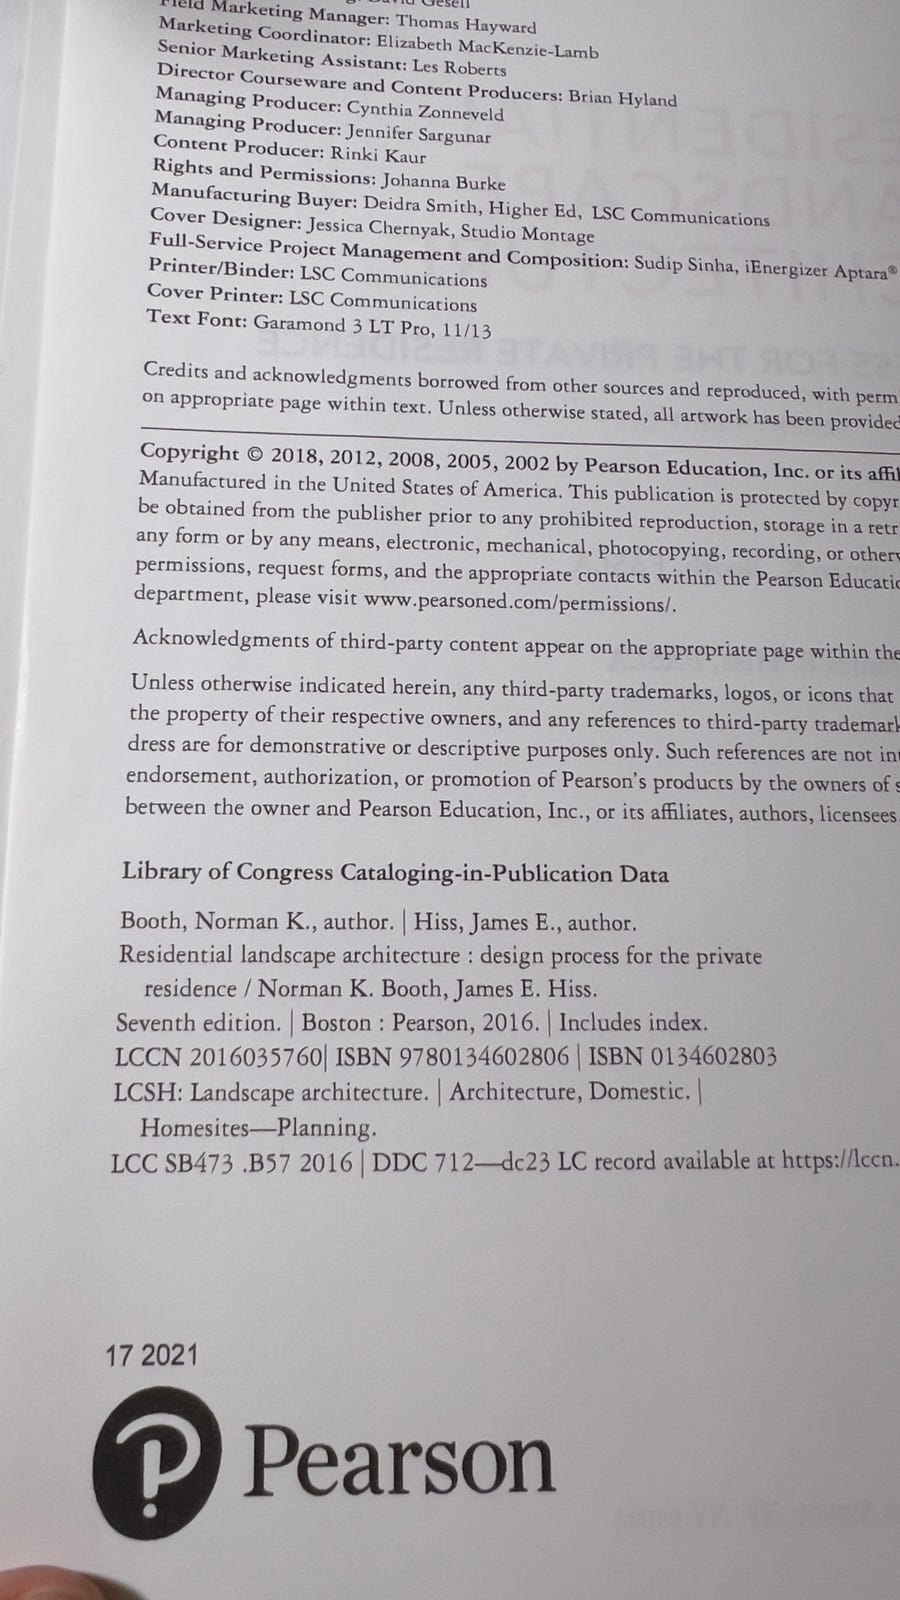 Field Marketing Manager: Thomas Hayward
Marketing Coordinator: Elizabeth MacKenzie-Lamb
Senior Marketing Assistant: Les Roberts
Director Courseware and Content Producers: Brian Hyland
Managing Producer: Cynthia Zonneveld
Managing Producer: Jennifer Sargunar
Content Producer: Rinki Kaur
Rights and Permissions: Johanna Burke
Manufacturing Buyer: Deidra Smith, Higher Ed, LSC Communications
Cover Designer: Jessica Chernyak, Studio Montage
Full-Service Project Management and Composition: Sudip Sinha, iEnergizer Aptara®
Printer/Binder: LSC Communications
Cover Printer: LSC Communications
Text Font: Garamond 3 LT Pro, 11/13
Credits and acknowledgments borrowed from other sources and reproduced, with perm
on appropriate page within text. Unless otherwise stated, all artwork has been provided
Copyright © 2018, 2012, 2008, 2005, 2002 by Pearson Education, Inc. or its affil
Manufactured in the United States of America. This publication is protected by copyr
be obtained from the publisher prior to any prohibited reproduction, storage in a retr
any form or by any means, electronic, mechanical, photocopying, recording, or otherw
permissions, request forms, and the appropriate contacts within the Pearson Educatio
department, please visit www.pearsoned.com/permissions/.
Acknowledgments of third-party content appear on the appropriate page within the
Unless otherwise indicated herein, any third-party trademarks, logos, or icons that
the property of their respective owners, and any references to third-party trademark
dress are for demonstrative or descriptive purposes only. Such references are not int
endorsement, authorization, or promotion of Pearson's products by the owners of s
between the owner and Pearson Education, Inc., or its affiliates, authors, licensees
Library of Congress Cataloging-in-Publication Data
Booth, Norman K., author. | Hiss, James E., author.
Residential landscape architecture : design process for the private
residence / Norman K. Booth, James E. Hiss.
Seventh edition. | Boston : Pearson, 2016. | Includes index.
LCCN 2016035760| ISBN 9780134602806 | ISBN 0134602803
LCSH: Landscape architecture. | Architecture, Domestic. |
Homesites—Planning.
LCC SB473 .B57 2016 | DDC 712—dc23 LC record available at https://lccn.
17 2021
Pearson